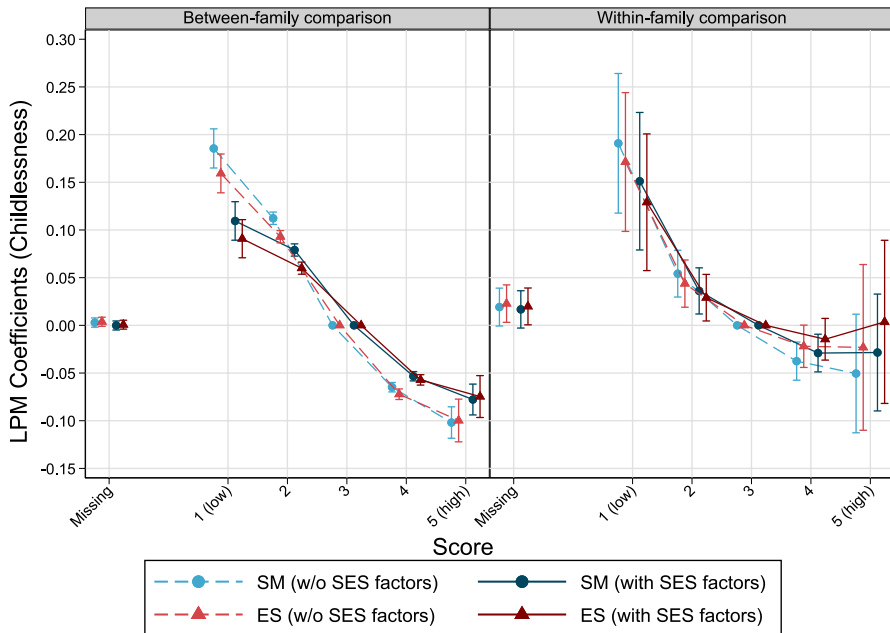 Between-family comparison
Within-family comparison
LPM Coefficients (Childlessness)
0.30
0.25
0.20
0.15
0.10
0.05
0.00
-0.05
-0.10
-0.15
Missing
1 (low)
2
3
4
5 (high)
Missing
1 (low)
2
3
4
5 (high)
Score
SM (w/o SES factors)
SM (with SES factors)
ES (w/o SES factors)
ES (with SES factors)